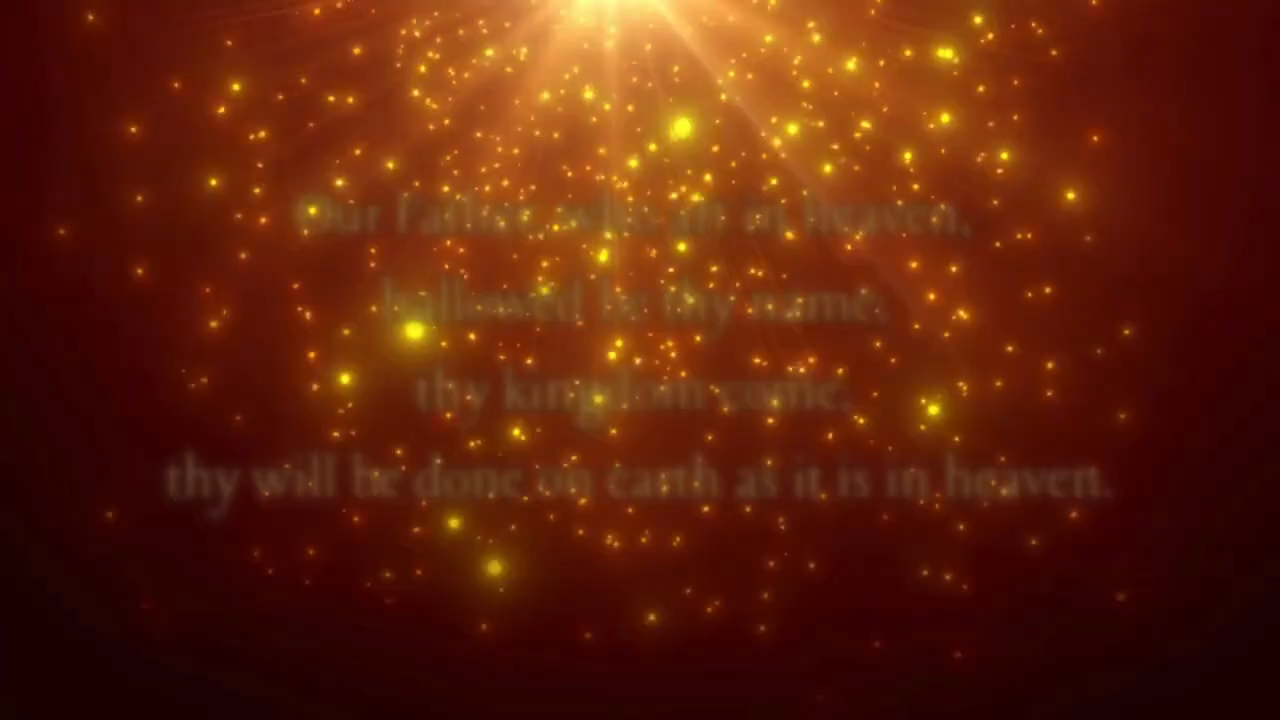 Our Father, who art in heaven,
hallowed be thy name;
thy kingdom come,
thy will be done on earth as it is in heaven.